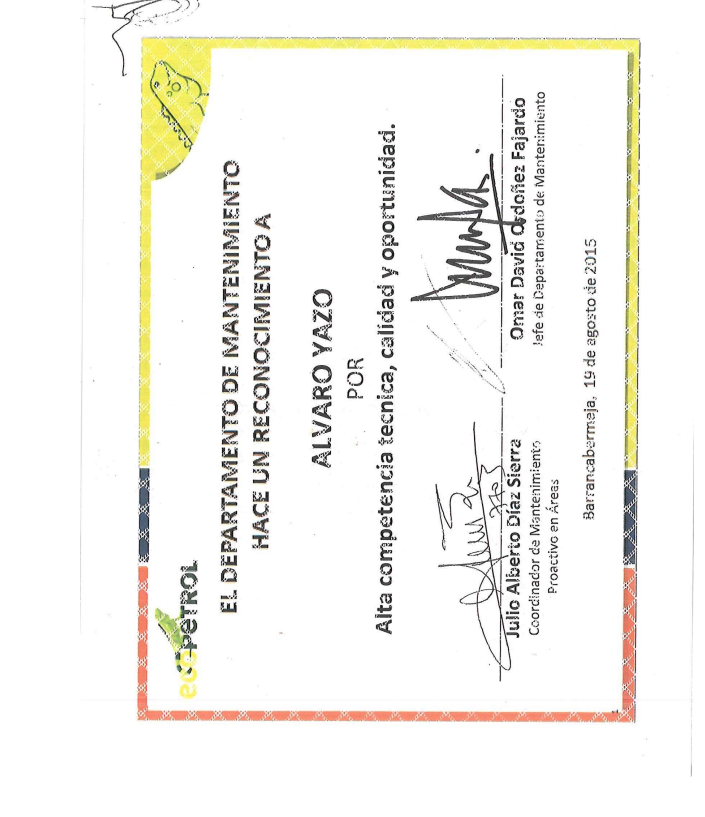 ecoPETROL
EL DEPARTAMENTO DE MANTENIMIENTO
HACE UN RECONOCIMIENTO A
ALVARO YAZO
POR
Alta competencia tecnica, calidad y oportunidad.
Julio Alberto Díaz Sierra
Coordinador de Mantenimiento
Proactivo en Áreas
Omar David Ordoñez Fajardo
Jefe de Departamento de Mantenimiento
Barrancabermeja, 19 de agosto de 2015